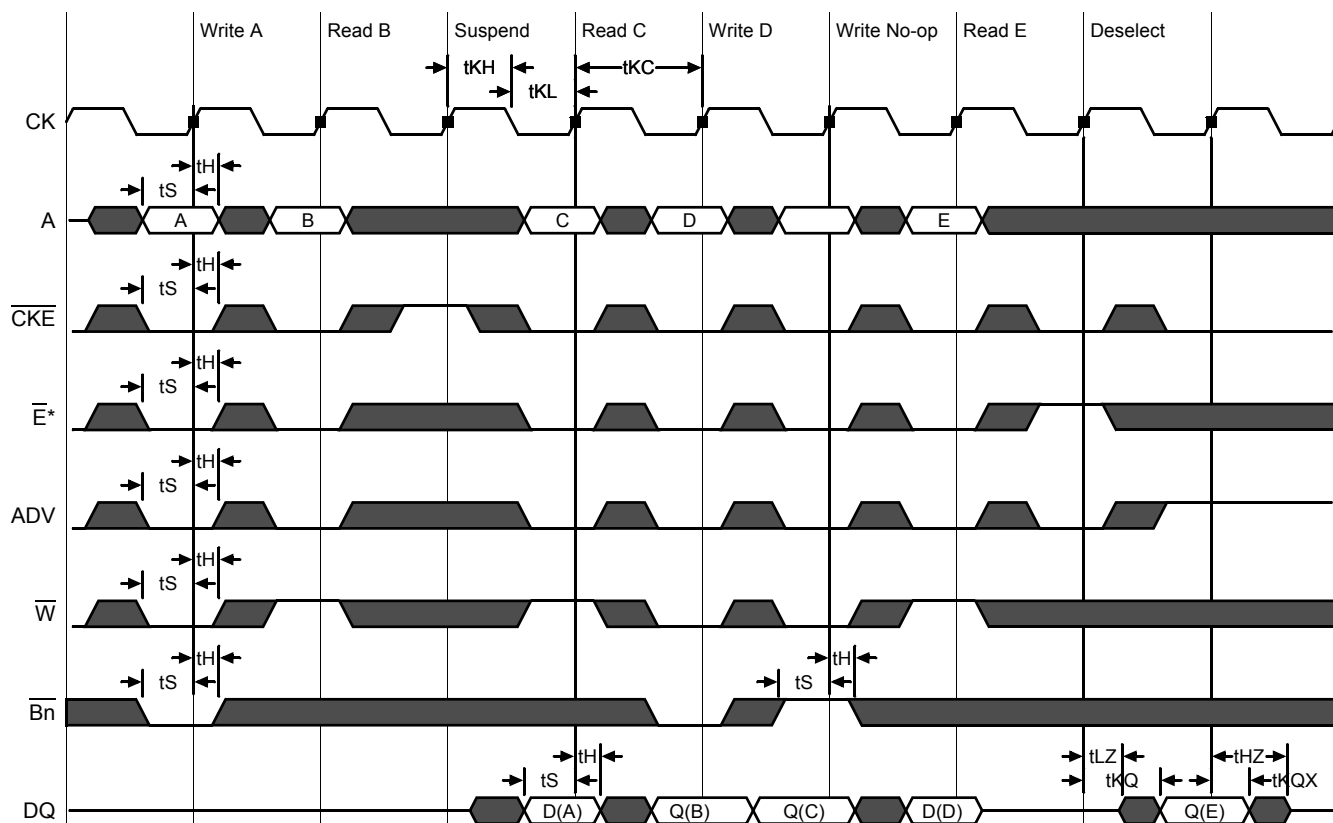 Write A Read B Suspend Read C Write D Write No-op Read E Deselect
tKH tKC
tKL
CK
tH
tS
A A B C D E
tH
tS
CKE
tH
tS
E*
tH
tS
ADV
tH
tS
W
tH tH
tS tS
Bn
tH tLZ tHZ
tS tKQ tKQX
DQ D(A) Q(B) Q(C) D(D) Q(E)